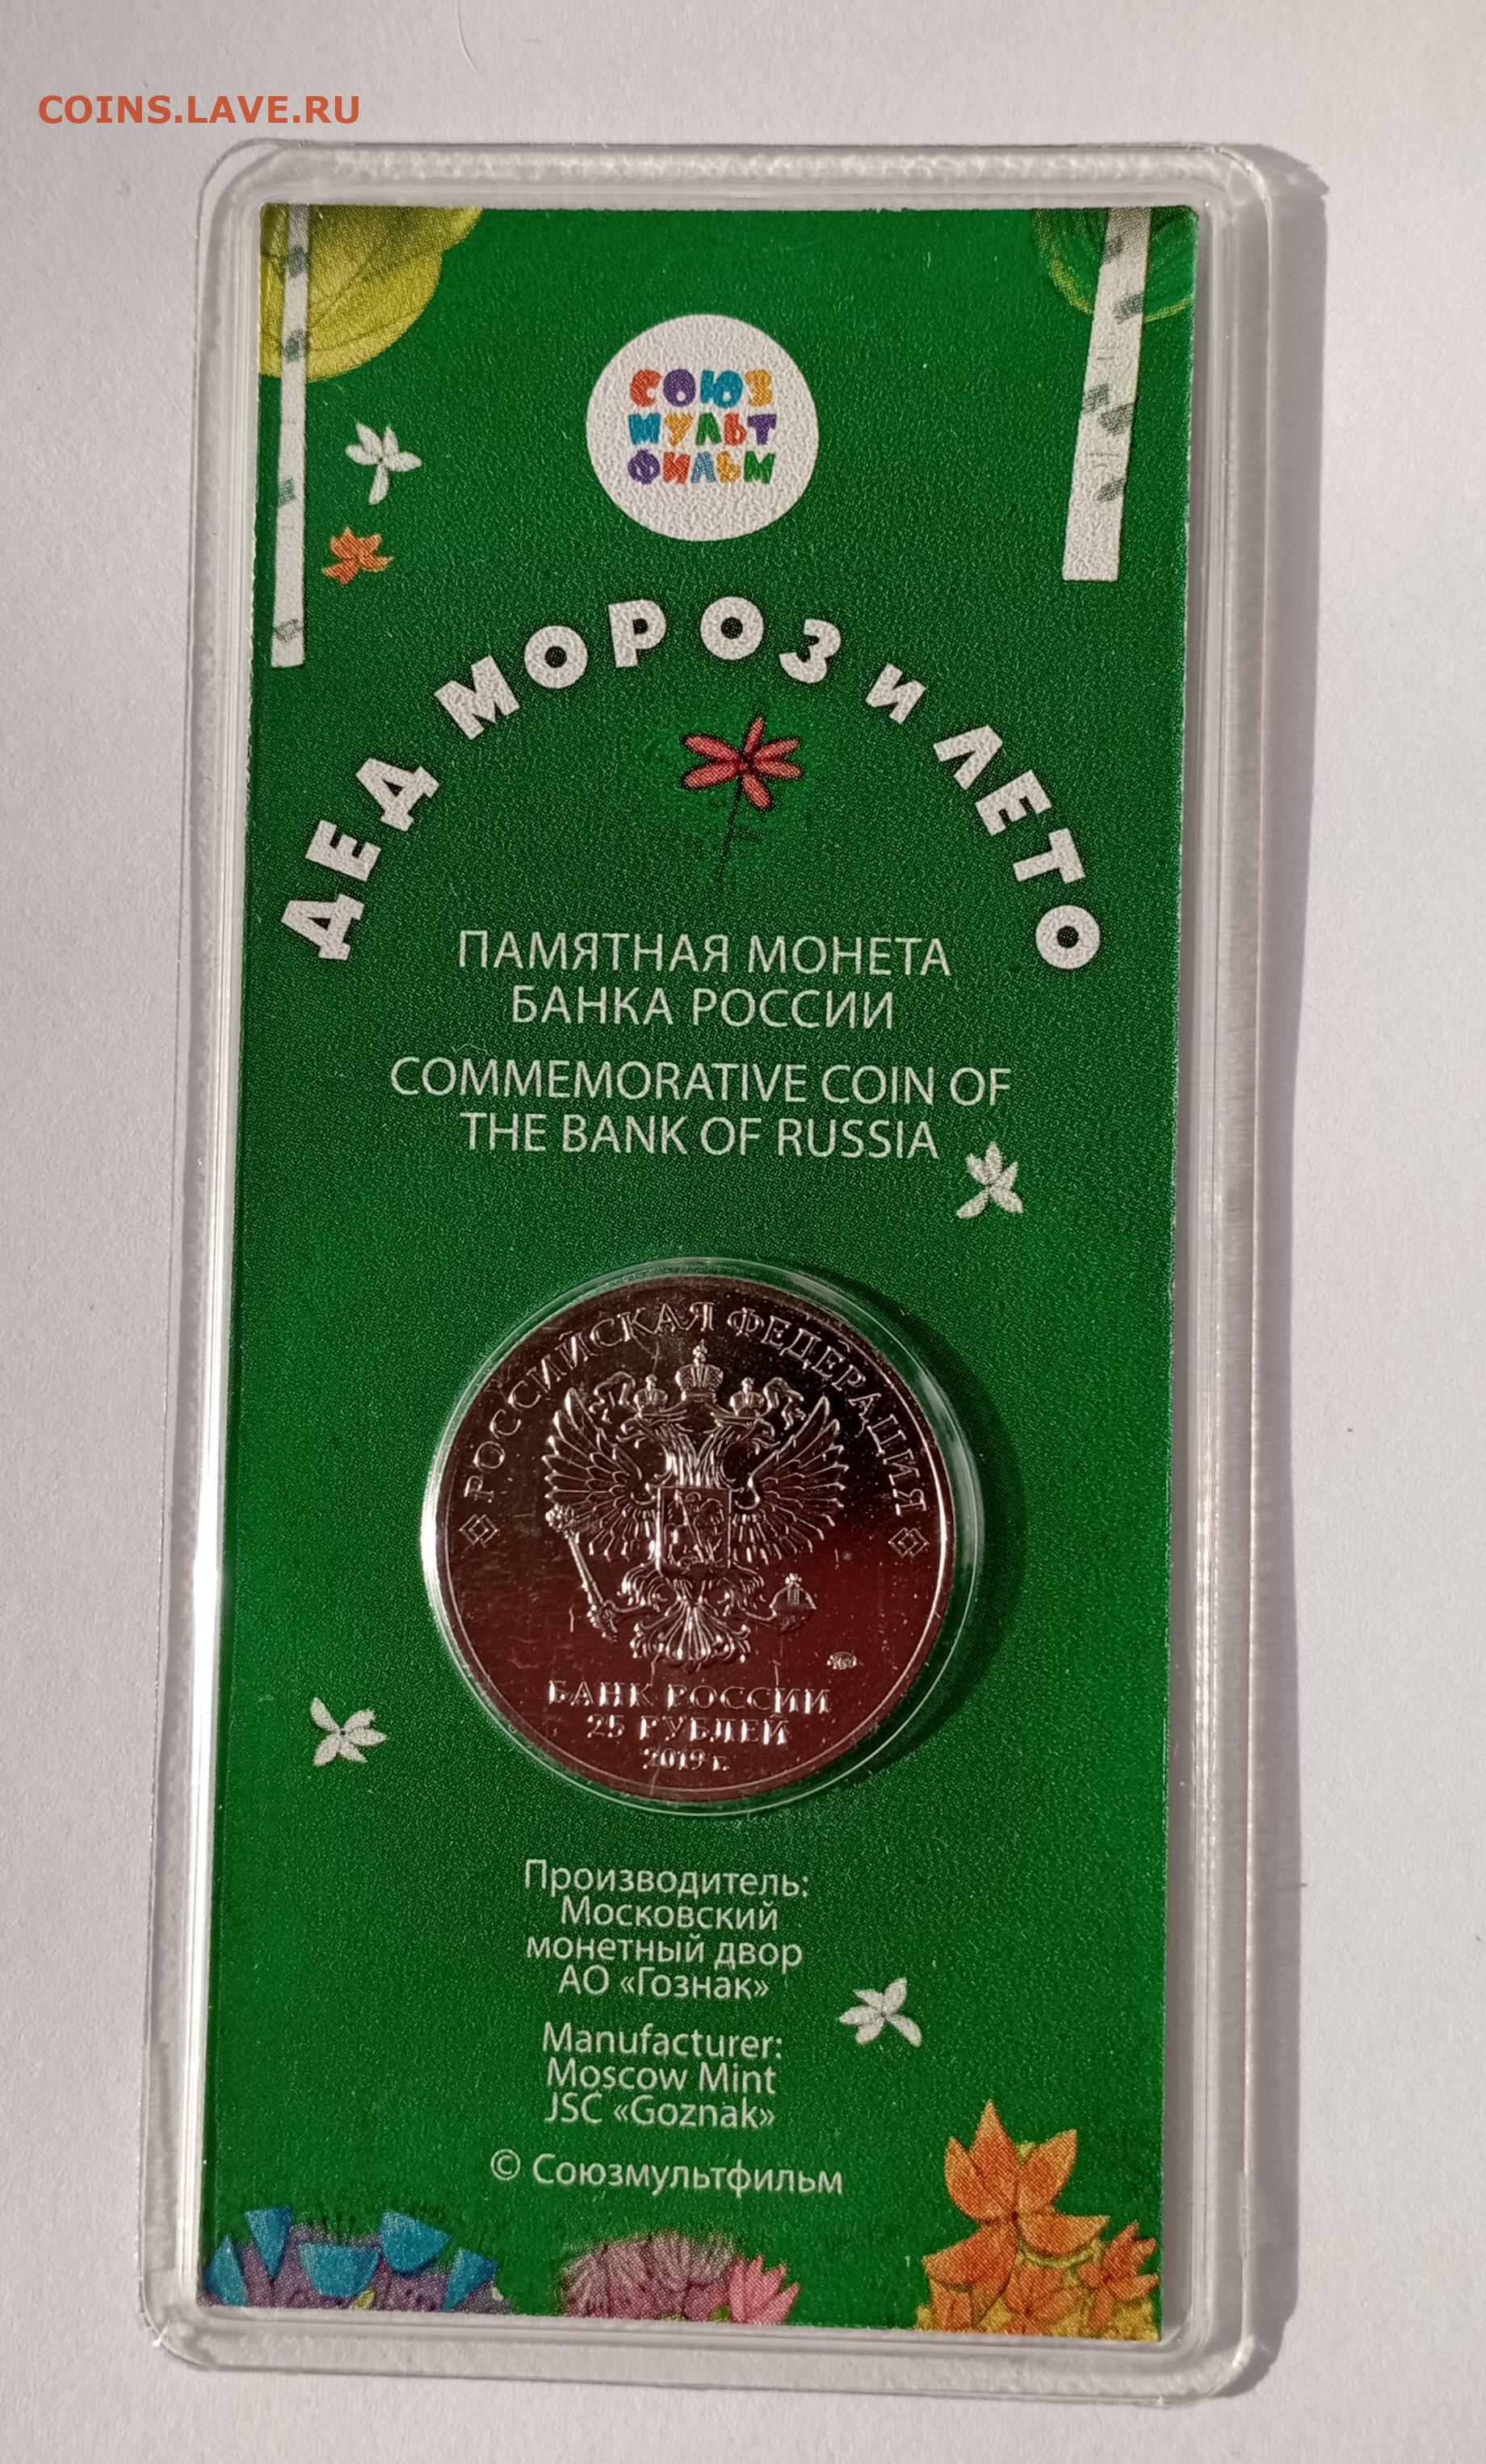 COINS.LAVE.RU
СОЮЗ
МУЛЬТ
ФИЛЬМ
ДЕД МОРОЗ И ЛЕТО
ПАМЯТНАЯ МОНЕТА
БАНКА РОССИИ
COMMEMORATIVE COIN OF
THE BANK OF RUSSIA
РОССИЙСКАЯ ФЕДЕРАЦИЯ
БАНК РОССИИ
25 РУБЛЕЙ
2019 г.
Производитель:
Московский
монетный двор
АО «Гознак»
Manufacturer:
Moscow Mint
JSC «Goznak»
© Союзмультфильм